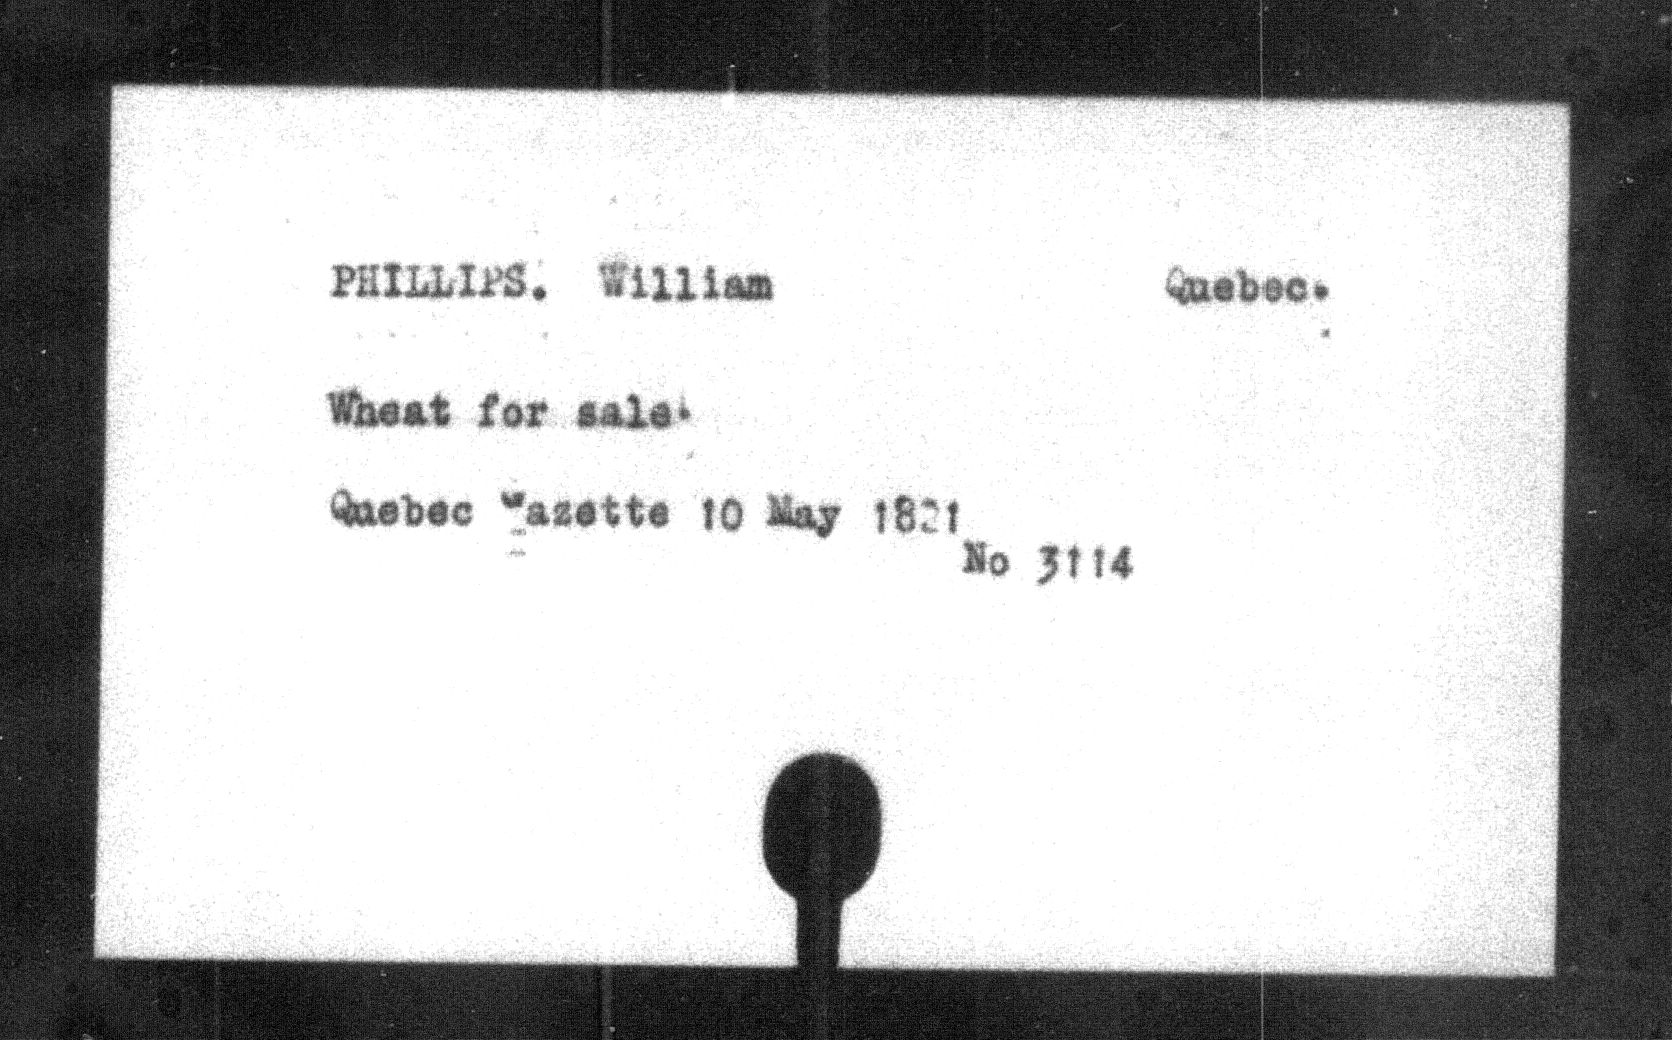 PHILLIPS. William Quebec.
Wheat for sale.
Quebec Gazette 10 May 1821
No 3114